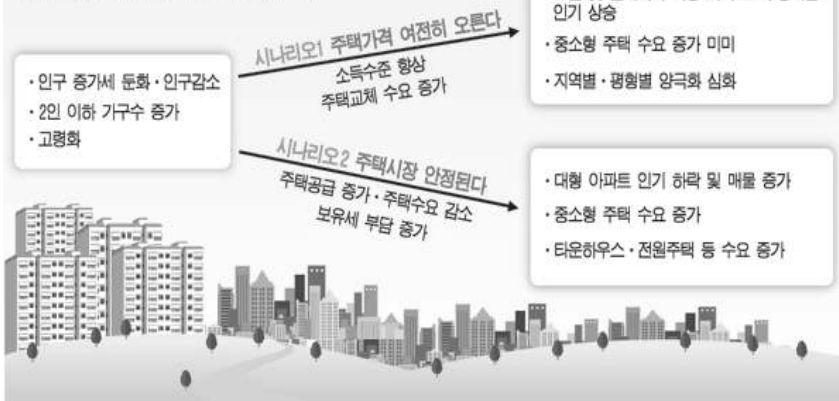 인기 상승
· 중소형 주택 수요 증가 미미
· 지역별 · 평형별 양극화 심화
시나리오1 주택가격 여전히 오른다
소득수준 향상
주택교체 수요 증가
· 인구 증가세 둔화 · 인구감소
· 2인 이하 가구수 증가
· 고령화
시나리오2 주택시장 안정된다
주택공급 증가 · 주택수요 감소
보유세 부담 증가
· 대형 아파트 인기 하락 및 매물 증가
· 중소형 주택 수요 증가
· 타운하우스 · 전원주택 등 수요 증가